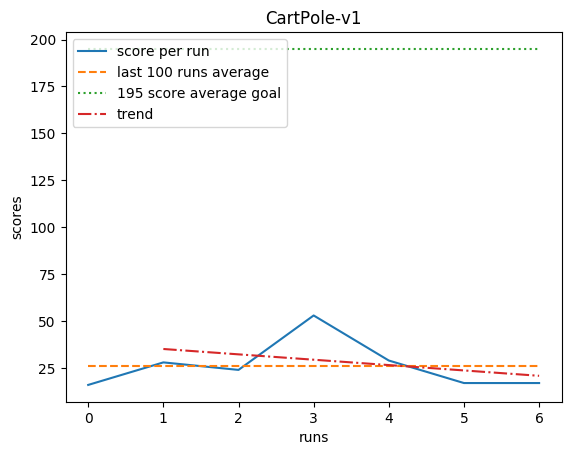 CartPole-v1
score per run
last 100 runs average
195 score average goal
trend
200
175
150
125
100
75
50
25
scores
0 1 2 3 4 5 6
runs